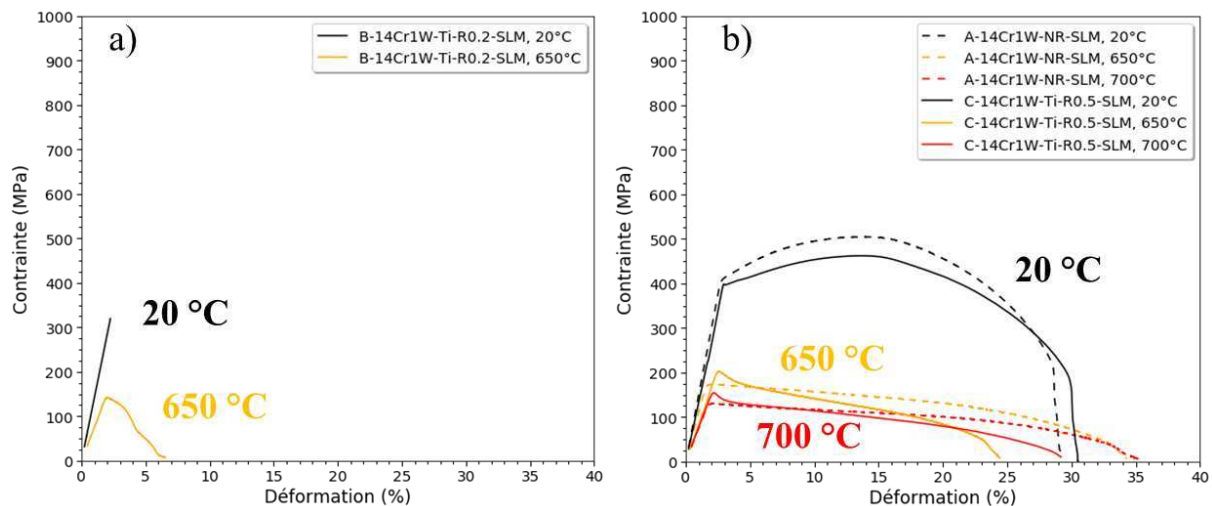 a)
B-14Cr1W-Ti-R0.2-SLM, 20°C
B-14Cr1W-Ti-R0.2-SLM, 650°C
Contrainte (MPa)
1000
900
800
700
600
500
400
300
200
100
0
20 °C
650 °C
0 5 10 15 20 25 30 35 40
Déformation (%)
b)
A-14Cr1W-NR-SLM, 20°C
A-14Cr1W-NR-SLM, 650°C
A-14Cr1W-NR-SLM, 700°C
C-14Cr1W-Ti-R0.5-SLM, 20°C
C-14Cr1W-Ti-R0.5-SLM, 650°C
C-14Cr1W-Ti-R0.5-SLM, 700°C
Contrainte (MPa)
1000
900
800
700
600
500
400
300
200
100
0
20 °C
650 °C
700 °C
0 5 10 15 20 25 30 35 40
Déformation (%)